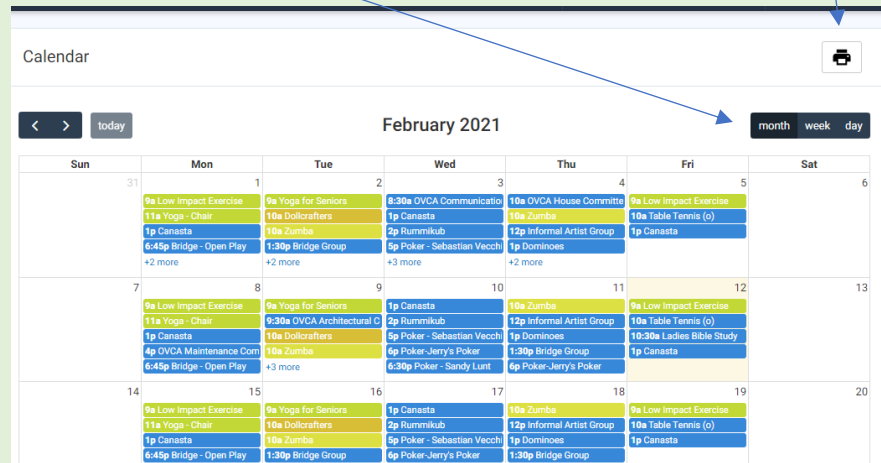 Calendar
< > today February 2021 month week day
Sun Mon Tue Wed Thu Fri Sat
31 1 2 3 4 5 6
9a Low Impact Exercise 9a Yoga for Seniors 8:30a OVCA Communicatio 10a OVCA House Committe 9a Low Impact Exercise
11a Yoga - Chair 10a Dollcrafters 1p Canasta 10a Zumba 10a Table Tennis (o)
1p Canasta 10a Zumba 2p Rummikub 12p Informal Artist Group 1p Canasta
6:45p Bridge - Open Play 1:30p Bridge Group 5p Poker - Sebastian Vecchi 1p Dominoes
+2 more +2 more +3 more +2 more
7 8 9 10 11 12 13
9a Low Impact Exercise 9a Yoga for Seniors 1p Canasta 10a Zumba 9a Low Impact Exercise
11a Yoga - Chair 9:30a OVCA Architectural C 2p Rummikub 12p Informal Artist Group 10a Table Tennis (o)
1p Canasta 10a Dollcrafters 5p Poker - Sebastian Vecchi 1p Dominoes 10:30a Ladies Bible Study
4p OVCA Maintenance Com 10a Zumba 6p Poker-Jerry's Poker 1:30p Bridge Group 1p Canasta
6:45p Bridge - Open Play +3 more 6:30p Poker - Sandy Lunt 6p Poker-Jerry's Poker
14 15 16 17 18 19 20
9a Low Impact Exercise 9a Yoga for Seniors 1p Canasta 10a Zumba 9a Low Impact Exercise
11a Yoga - Chair 10a Dollcrafters 2p Rummikub 12p Informal Artist Group 10a Table Tennis (o)
1p Canasta 10a Zumba 5p Poker - Sebastian Vecchi 1p Dominoes 1p Canasta
6:45p Bridge - Open Play 1:30p Bridge Group 6p Poker-Jerry's Poker 1:30p Bridge Group